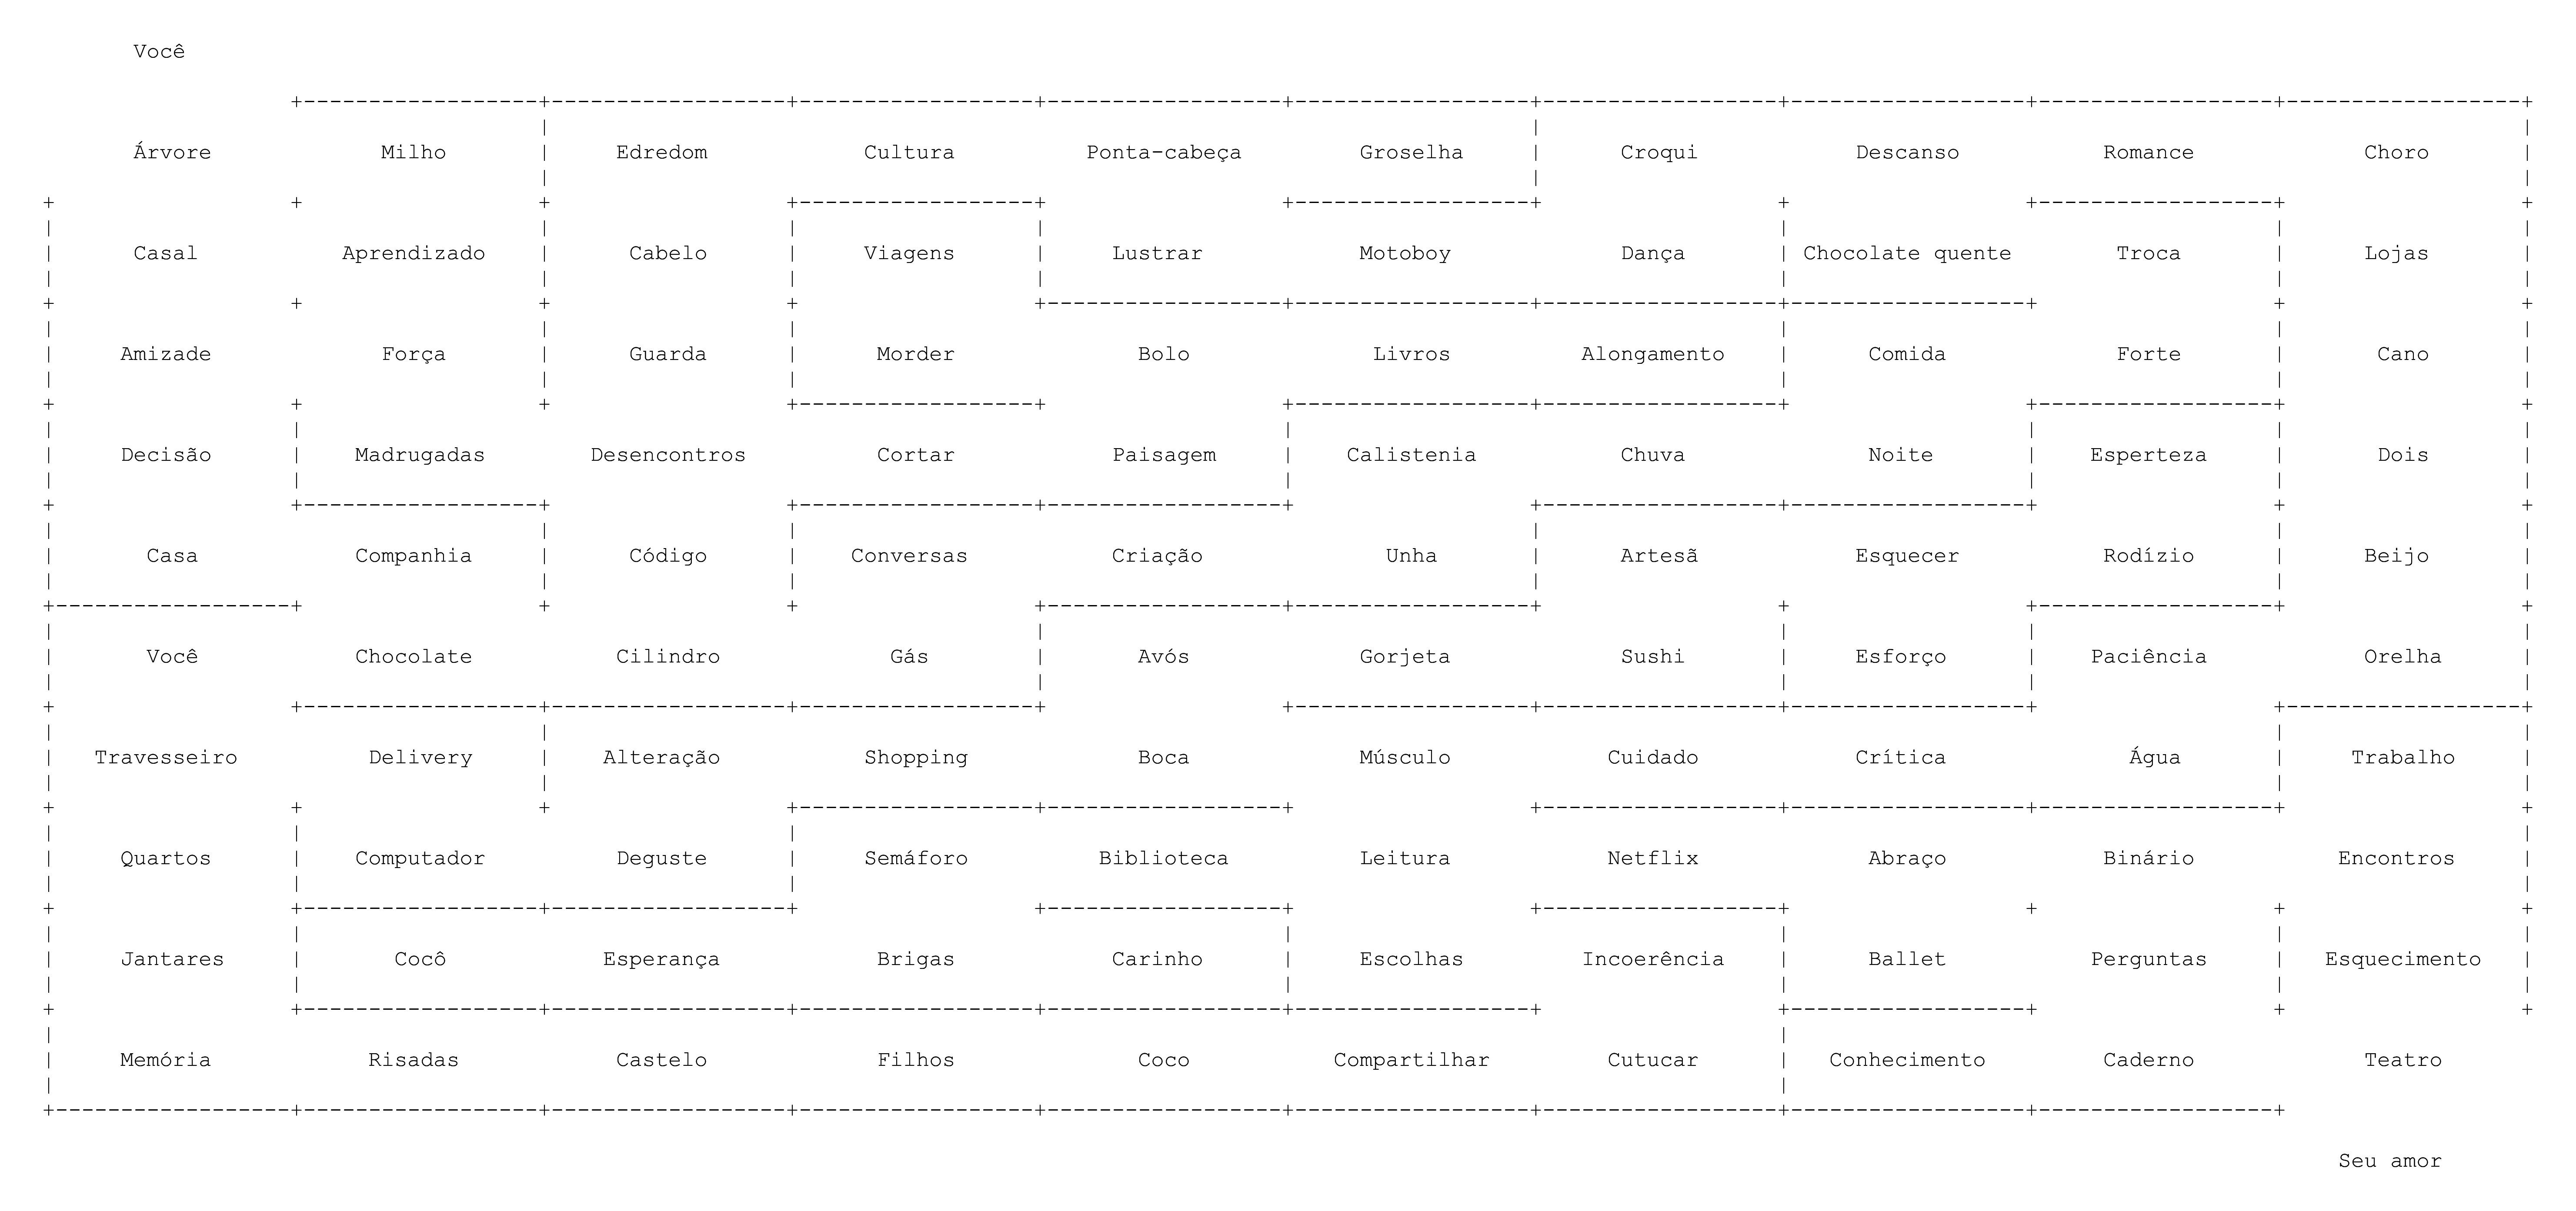 Você
Árvore Milho Edredom Cultura Ponta-cabeça Groselha Croqui Descanso Romance Choro
Casal Aprendizado Cabelo Viagens Lustrar Motoboy Dança Chocolate quente Troca Lojas
Amizade Força Guarda Morder Bolo Livros Alongamento Comida Forte Cano
Decisão Madrugadas Desencontros Cortar Paisagem Calistenia Chuva Noite Esperteza Dois
Casa Companhia Código Conversas Criação Unha Artesã Esquecer Rodízio Beijo
Você Chocolate Cilindro Gás Avós Gorjeta Sushi Esforço Paciência Orelha
Travesseiro Delivery Alteração Shopping Boca Músculo Cuidado Crítica Água Trabalho
Quartos Computador Deguste Semáforo Biblioteca Leitura Netflix Abraço Binário Encontros
Jantares Cocô Esperança Brigas Carinho Escolhas Incoerência Ballet Perguntas Esquecimento
Memória Risadas Castelo Filhos Coco Compartilhar Cutucar Conhecimento Caderno Teatro
Seu amor